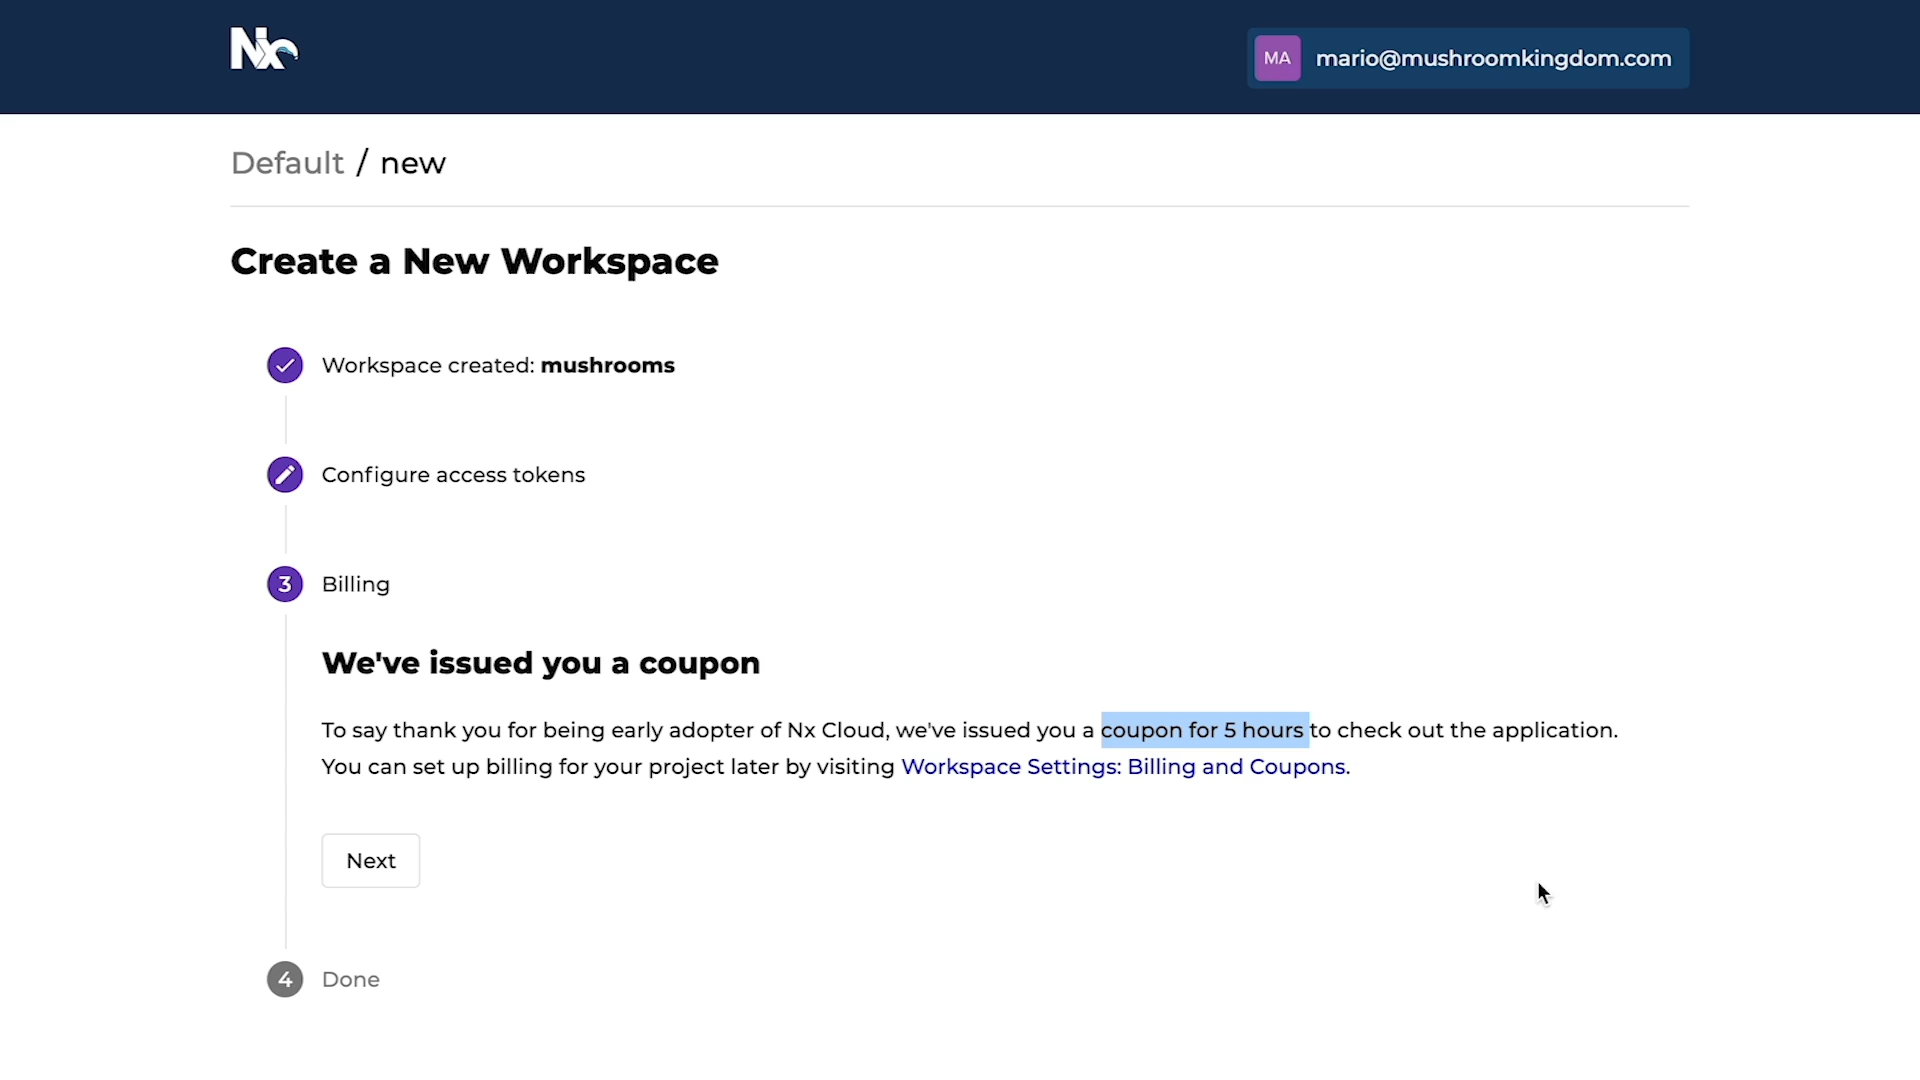 Nx
MA mario@mushroomkingdom.com
Default / new
Create a New Workspace
Workspace created: mushrooms
Configure access tokens
3 Billing
We've issued you a coupon
To say thank you for being early adopter of Nx Cloud, we've issued you a coupon for 5 hours to check out the application.
You can set up billing for your project later by visiting Workspace Settings: Billing and Coupons.
Next
4 Done